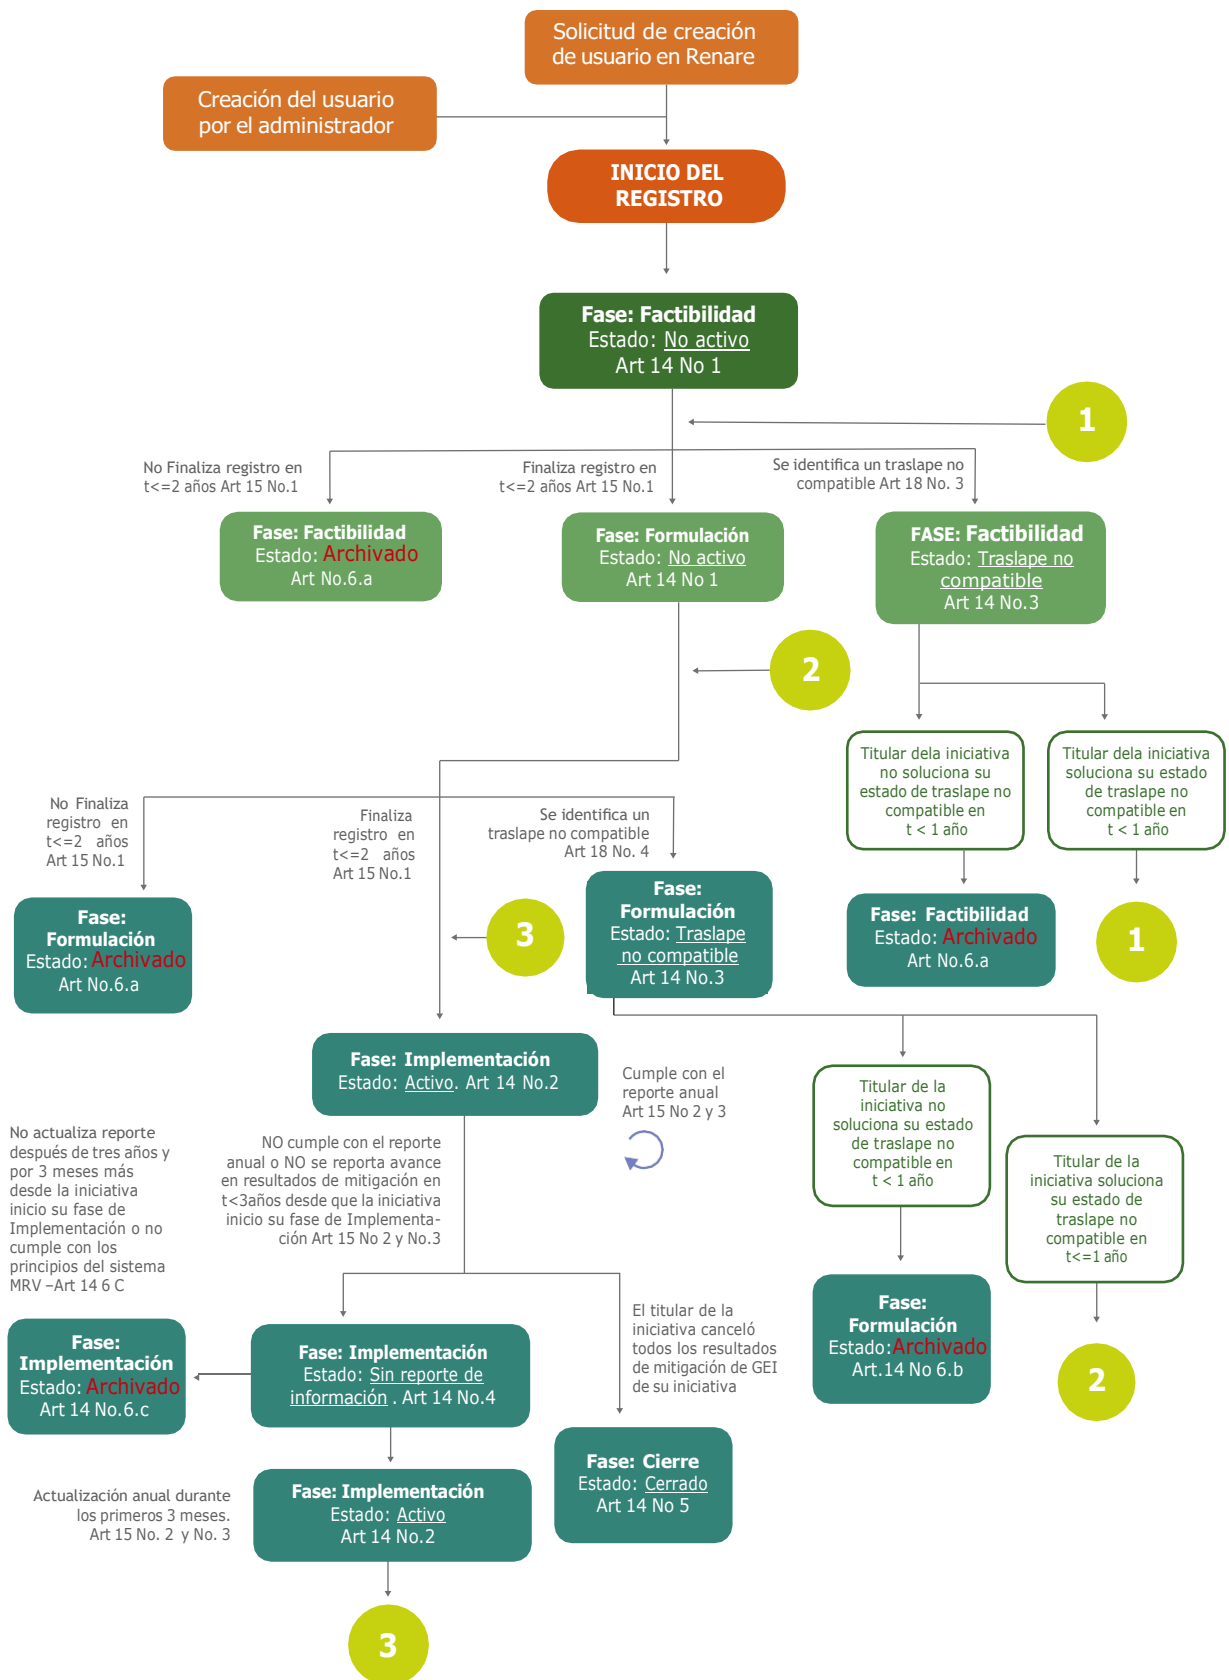 Solicitud de creación
de usuario en Renare
Creación del usuario
por el administrador
INICIO DEL
REGISTRO
Fase: Factibilidad
Estado: No activo
Art 14 No 1
1
No Finaliza registro en
t<=2 años Art 15 No.1
Finaliza registro en
t<=2 años Art 15 No.1
Se identifica un traslape no
compatible Art 18 No. 3
Fase: Factibilidad
Estado: Archivado
Art No.6.a
Fase: Formulación
Estado: No activo
Art 14 No 1
FASE: Factibilidad
Estado: Traslape no
compatible
Art 14 No.3
2
Titular dela iniciativa
no soluciona su
estado de traslape no
compatible en
t < 1 año
Titular dela iniciativa
soluciona su estado
de traslape no
compatible en
t < 1 año
No Finaliza
registro en
t<=2 años
Art 15 No.1
Finaliza
registro en
t<=2 años
Art 15 No.1
Se identifica un
traslape no compatible
Art 18 No. 4
Fase:
Formulación
Estado: Archivado
Art No.6.a
3
Fase:
Formulación
Estado: Traslape
no compatible
Art 14 No.3
Fase: Factibilidad
Estado: Archivado
Art No.6.a
1
Fase: Implementación
Estado: Activo. Art 14 No.2
Cumple con el
reporte anual
Art 15 No 2 y 3
Titular de la
iniciativa no
soluciona su estado
de traslape no
compatible en
t < 1 año
Titular de la
iniciativa soluciona
su estado de
traslape no
compatible en
t<=1 año
No actualiza reporte
después de tres años y
por 3 meses más
desde la iniciativa
inicio su fase de
Implementación o no
cumple con los
principios del sistema
MRV –Art 14 6 C
NO cumple con el reporte
anual o NO se reporta avance
en resultados de mitigación en
t<3años desde que la iniciativa
inicio su fase de Implementa-
ción Art 15 No 2 y No.3
El titular de la
iniciativa canceló
todos los resultados
de mitigación de GEI
de su iniciativa
Fase:
Formulación
Estado: Archivado
Art.14 No 6.b
2
Fase:
Implementación
Estado: Archivado
Art 14 No.6.c
Fase: Implementación
Estado: Sin reporte de
información . Art 14 No.4
Fase: Cierre
Estado: Cerrado
Art 14 No 5
Actualización anual durante
los primeros 3 meses.
Art 15 No. 2 y No. 3
Fase: Implementación
Estado: Activo
Art 14 No.2
3